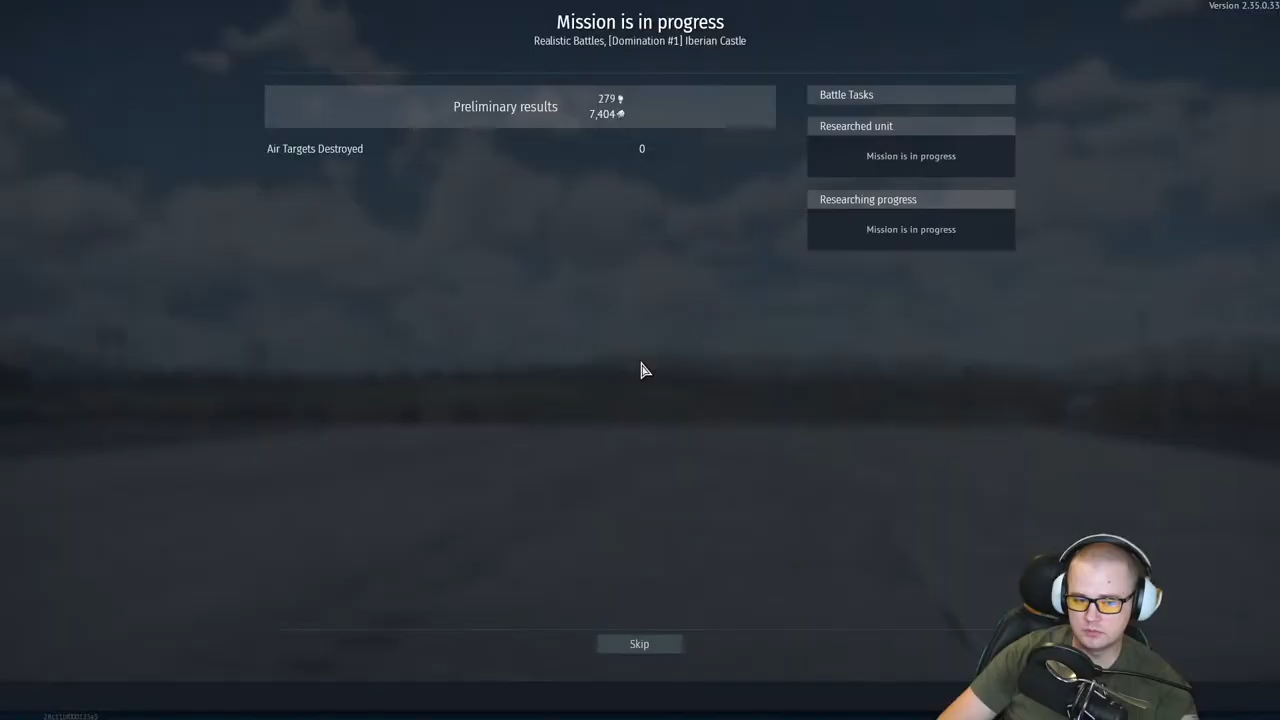 Version 2.35.0.33
Mission is in progress
Realistic Battles, [Domination #1] Iberian Castle
Preliminary results
279
7,404
Battle Tasks
Researched unit
Mission is in progress
Air Targets Destroyed 0
Researching progress
Mission is in progress
Skip